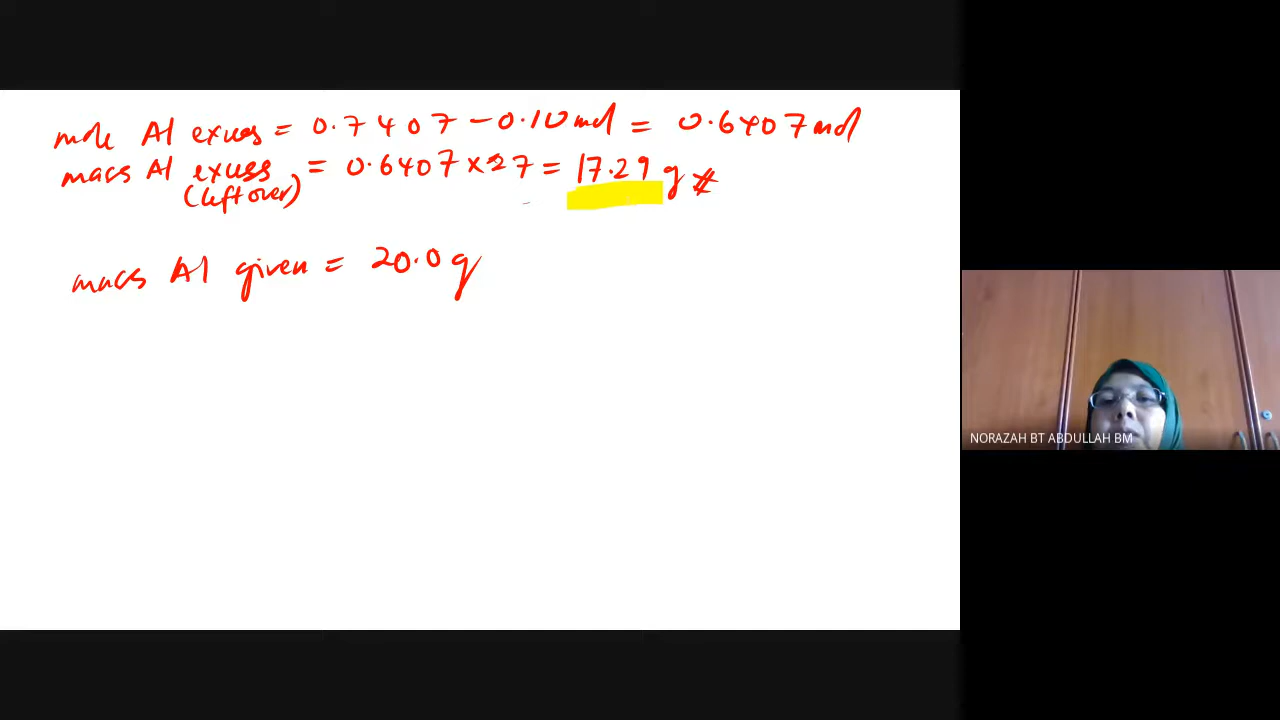 mole Al excess = 0.7407 - 0.10 mol = 0.6407 mol
mass Al excess = 0.6407 x 27 = 17.29 g #
(left over)
mass Al given = 20.0 g
NORAZAH BT ABDULLAH BM